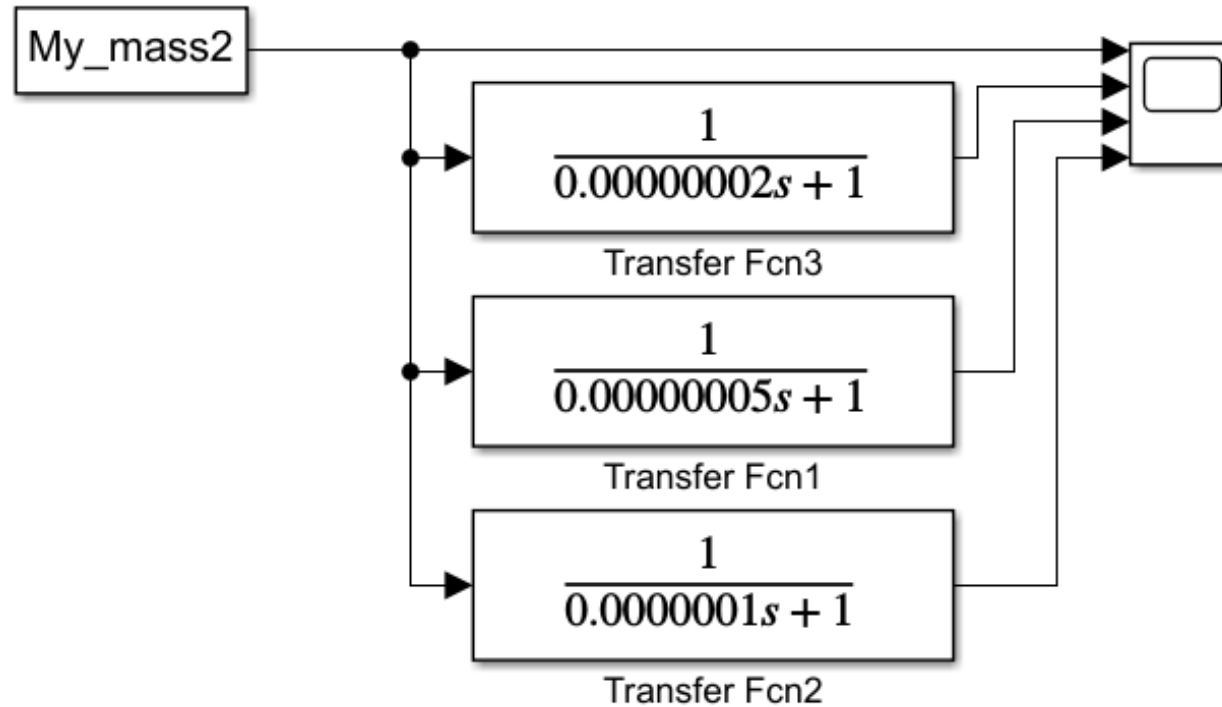 My_mass2
1
0.00000002s + 1
Transfer Fcn3
1
0.00000005s + 1
Transfer Fcn1
1
0.0000001s + 1
Transfer Fcn2